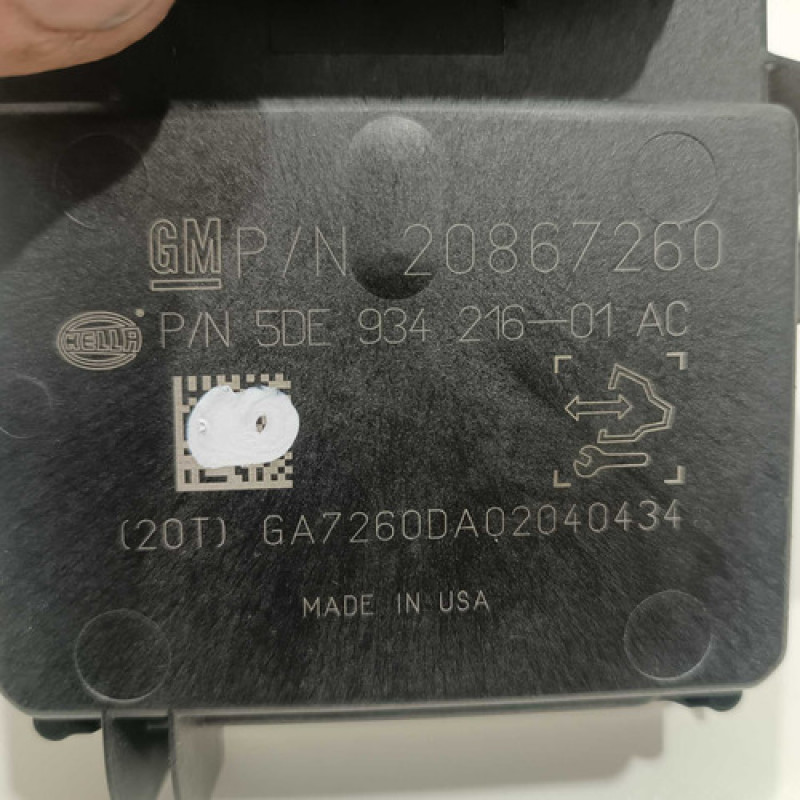 GM P/N 20867260
HELLA P/N 5DE 934 216-01 AC
(20T) GA7260DA02040434
MADE IN USA